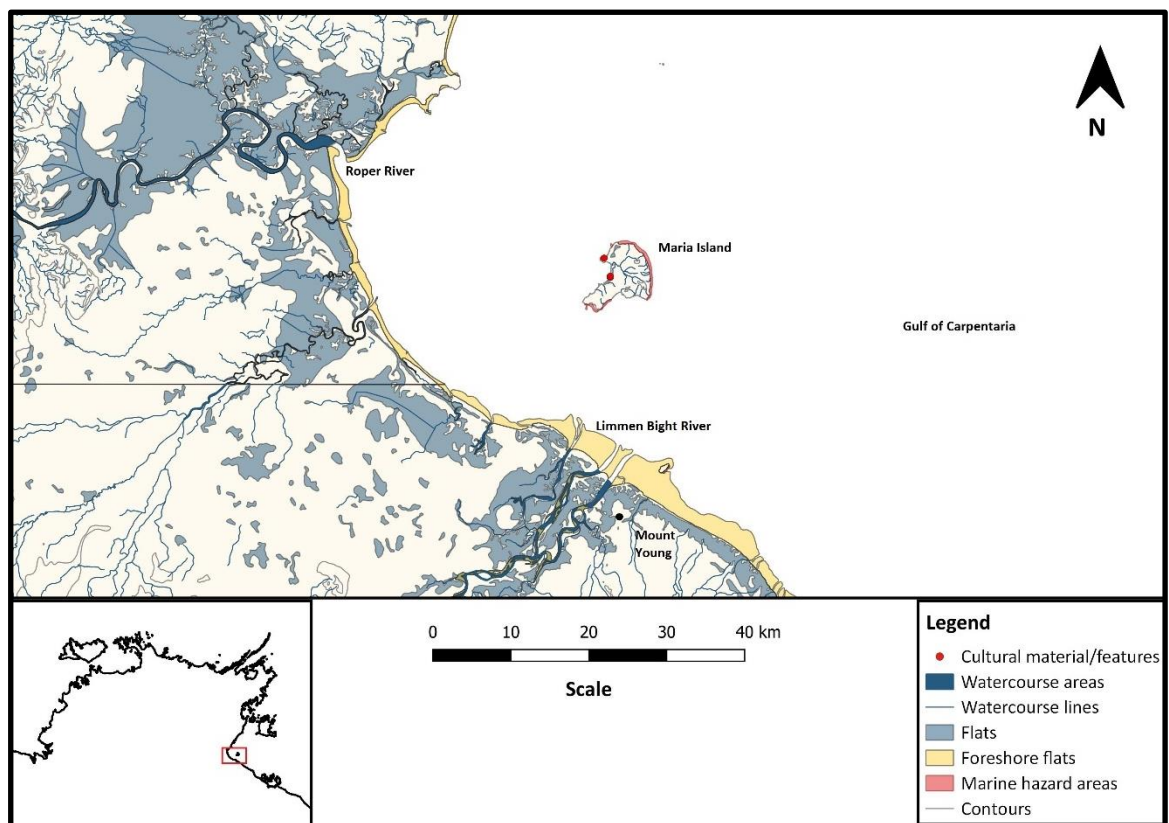 N
Roper River
Maria Island
Gulf of Carpentaria
Limmen Bight River
Mount
Young
0 10 20 30 40 km
Scale
Legend
Cultural material/features
Watercourse areas
Watercourse lines
Flats
Foreshore flats
Marine hazard areas
Contours